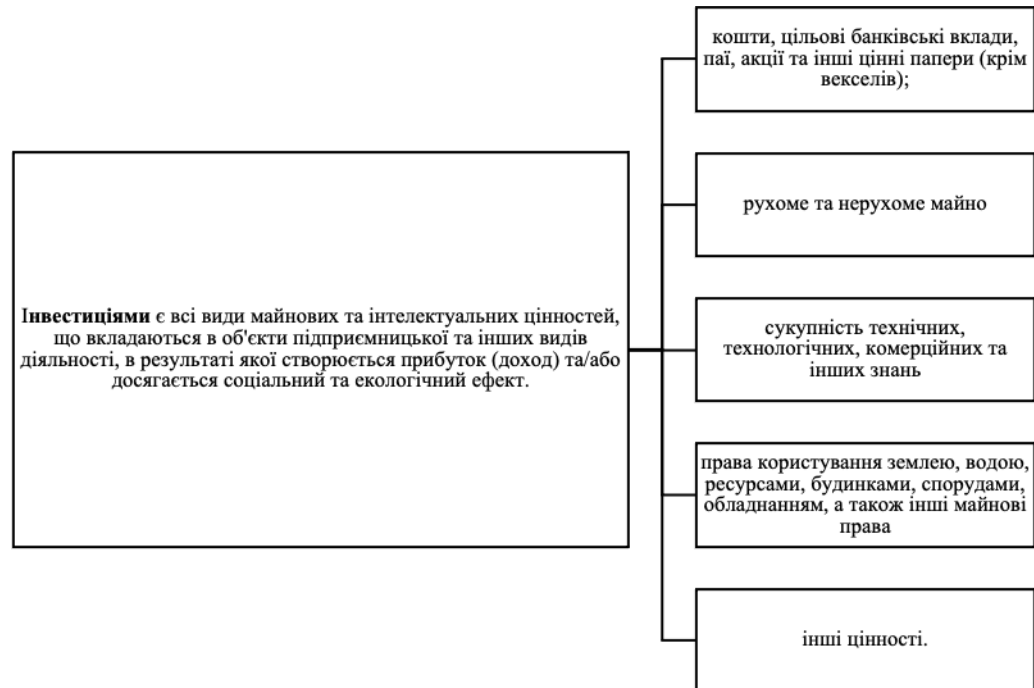 кошти, цільові банківські вклади,
паї, акції та інші цінні папери (крім
векселів);
рухоме та нерухоме майно
Інвестиціями є всі види майнових та інтелектуальних цінностей,
що вкладаються в об'єкти підприємницької та інших видів
діяльності, в результаті якої створюється прибуток (доход) та/або
досягається соціальний та екологічний ефект.
сукупність технічних,
технологічних, комерційних та
інших знань
права користування землею, водою,
ресурсами, будинками, спорудами,
обладнанням, а також інші майнові
права
інші цінності.